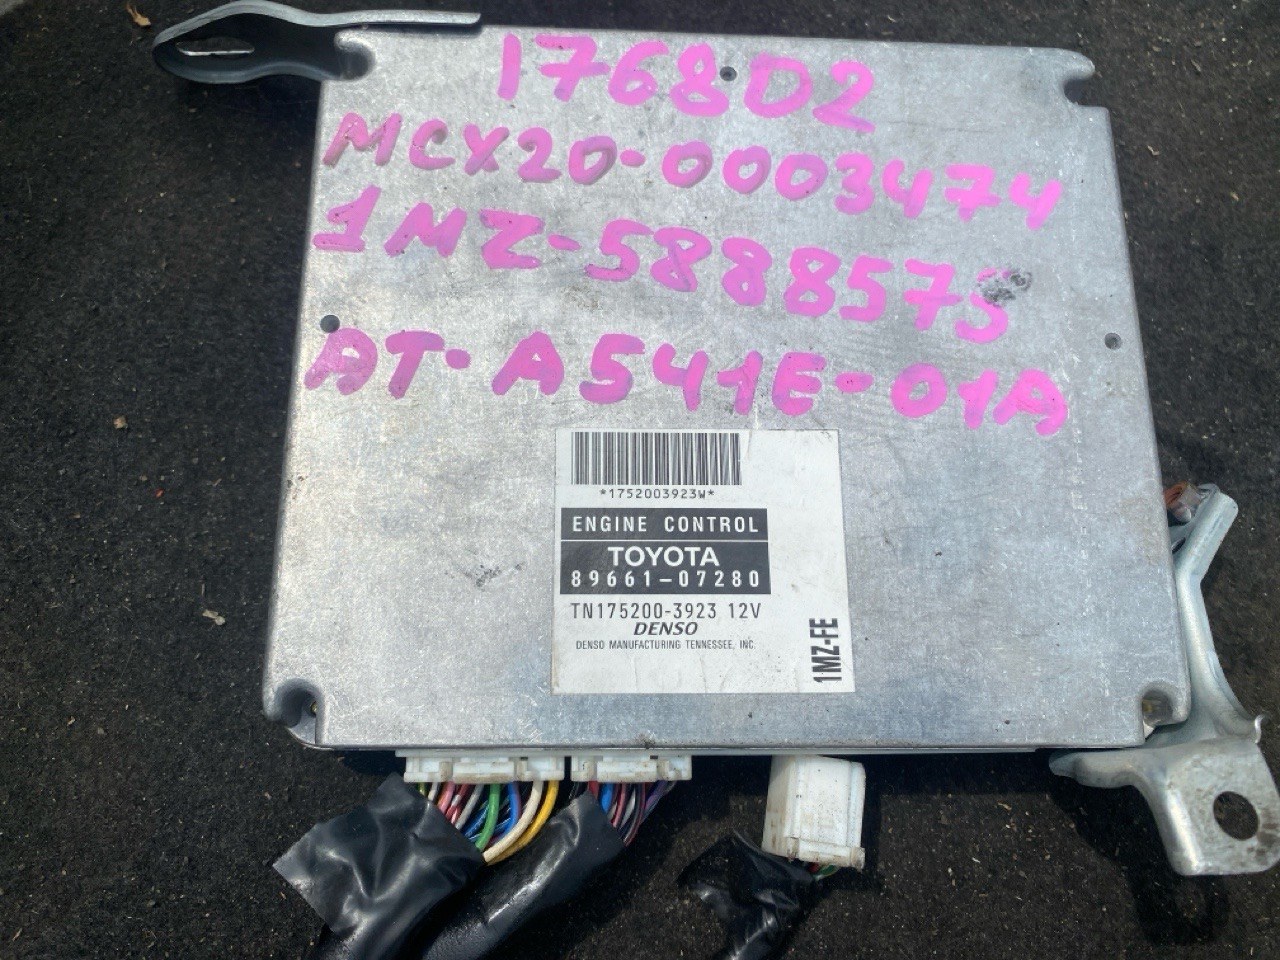 1768D2
MCX20-0003474
1MZ-5888575
AT-A541E-01A
*1752003923W*
ENGINE CONTROL
TOYOTA
89661-07280
TN175200-3923 12V
DENSO
DENSO MANUFACTURING TENNESSEE, INC
1MZ-FE